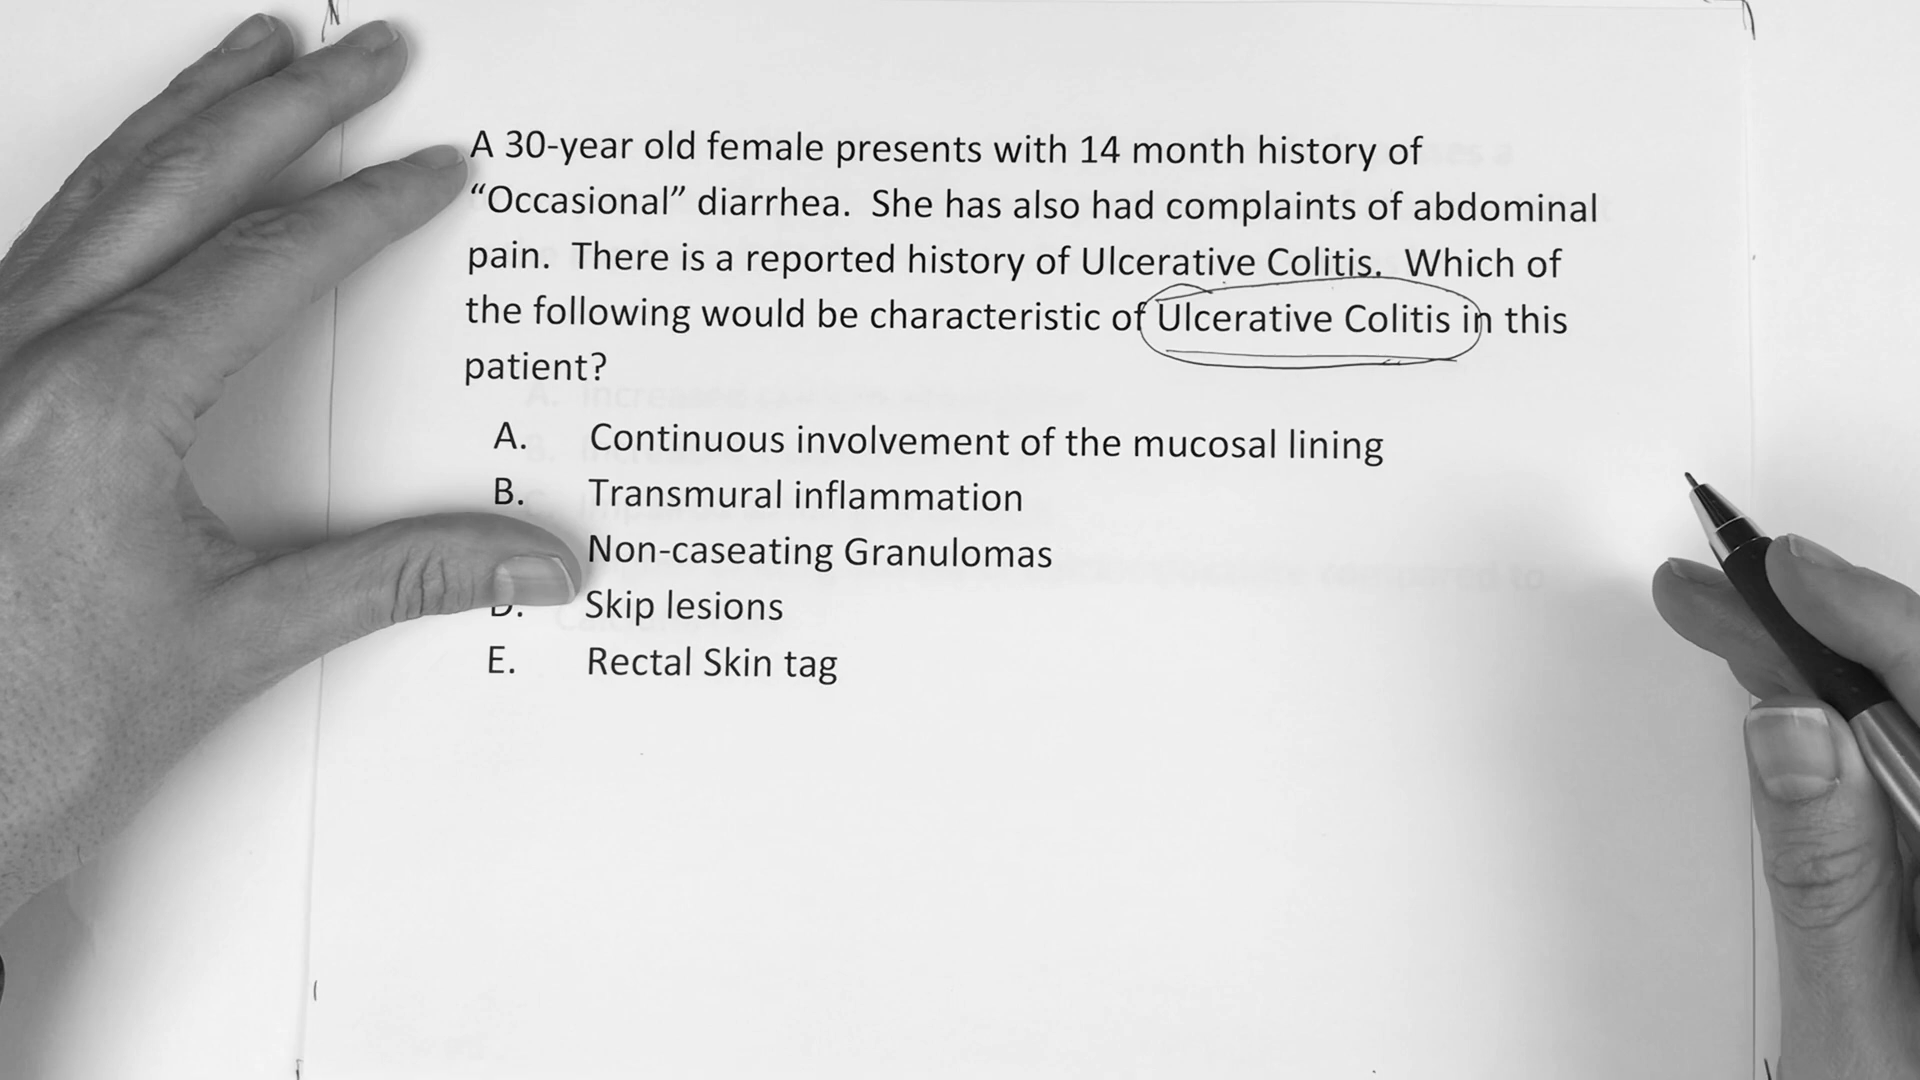 A 30-year old female presents with 14 month history of
“Occasional” diarrhea. She has also had complaints of abdominal
pain. There is a reported history of Ulcerative Colitis. Which of
the following would be characteristic of Ulcerative Colitis in this
patient?
A. Continuous involvement of the mucosal lining
B. Transmural inflammation
Non-caseating Granulomas
D. Skip lesions
E. Rectal Skin tag